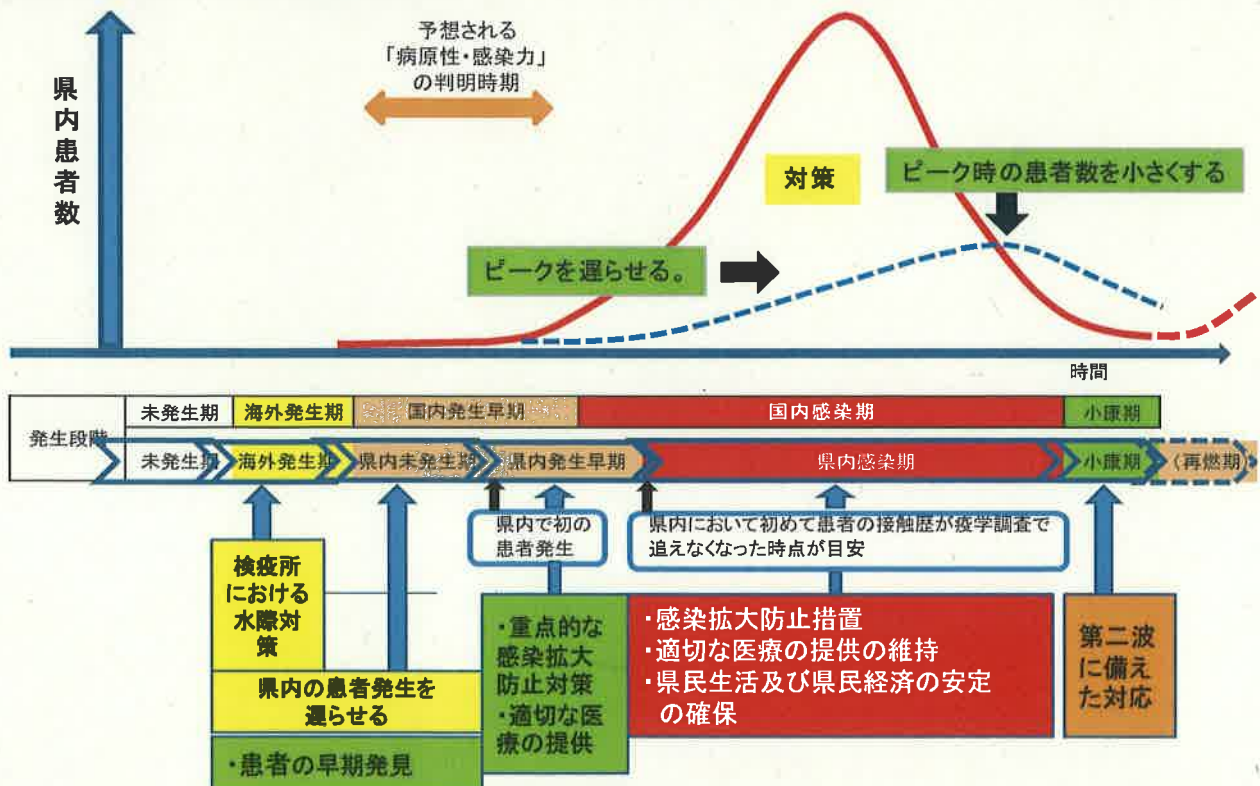 予想される
「病原性・感染力」
の判明時期
県内患者数
対策
ピーク時の患者数を小さくする
ピークを遅らせる。
時間
発生段階
未発生期
海外発生期
国内発生早期
国内感染期
小康期
未発生期
海外発生期
県内未発生期
県内発生早期
県内感染期
小康期
(再燃期)
県内で初の
患者発生
県内において初めて患者の接触歴が疫学調査で
追えなくなった時点が目安
検疫所
における
水際対
策
県内の患者発生を
遅らせる
・患者の早期発見
・重点的な
感染拡大
防止対策
・適切な医
療の提供
・感染拡大防止措置
・適切な医療の提供の維持
・県民生活及び県民経済の安定
の確保
第二波
に備え
た対応